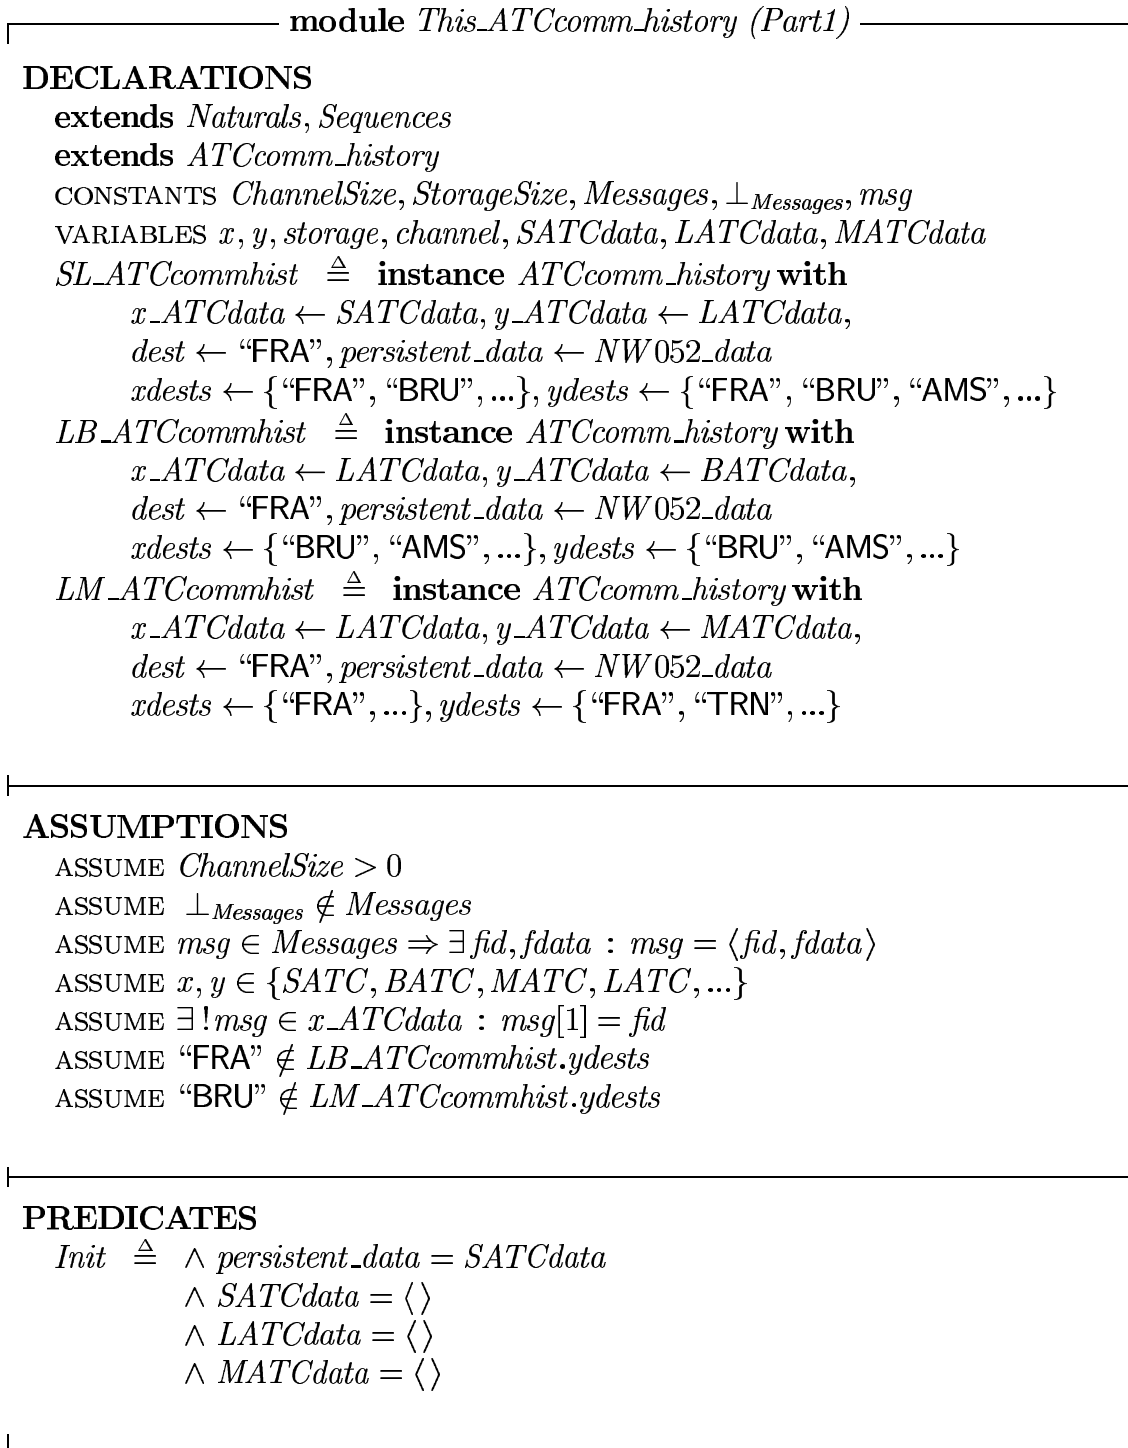 module This_ATCcomm_history (Part1)
DECLARATIONS
extends Naturals, Sequences
extends ATCcomm_history
CONSTANTS ChannelSize, StorageSize, Messages, ⊥_Messages, msg
VARIABLES x, y, storage, channel, SATCdata, LATCdata, MATCdata
SL_ATCcommhist ≜ instance ATCcomm_history with
x_ATCdata ← SATCdata, y_ATCdata ← LATCdata,
dest ← “FRA”, persistent_data ← NW052_data
xdests ← {“FRA”, “BRU”, ...}, ydests ← {“FRA”, “BRU”, “AMS”, ...}
LB_ATCcommhist ≜ instance ATCcomm_history with
x_ATCdata ← LATCdata, y_ATCdata ← BATCdata,
dest ← “FRA”, persistent_data ← NW052_data
xdests ← {“BRU”, “AMS”, ...}, ydests ← {“BRU”, “AMS”, ...}
LM_ATCcommhist ≜ instance ATCcomm_history with
x_ATCdata ← LATCdata, y_ATCdata ← MATCdata,
dest ← “FRA”, persistent_data ← NW052_data
xdests ← {“FRA”, ...}, ydests ← {“FRA”, “TRN”, ...}
ASSUMPTIONS
ASSUME ChannelSize > 0
ASSUME ⊥_Messages ∉ Messages
ASSUME msg ∈ Messages ⇒ ∃ fid, fdata : msg = ⟨fid, fdata⟩
ASSUME x, y ∈ {SATC, BATC, MATC, LATC, ...}
ASSUME ∃ !msg ∈ x_ATCdata : msg[1] = fid
ASSUME “FRA” ∉ LB_ATCcommhist.ydests
ASSUME “BRU” ∉ LM_ATCcommhist.ydests
PREDICATES
Init ≜ ∧ persistent_data = SATCdata
∧ SATCdata = ⟨ ⟩
∧ LATCdata = ⟨ ⟩
∧ MATCdata = ⟨ ⟩